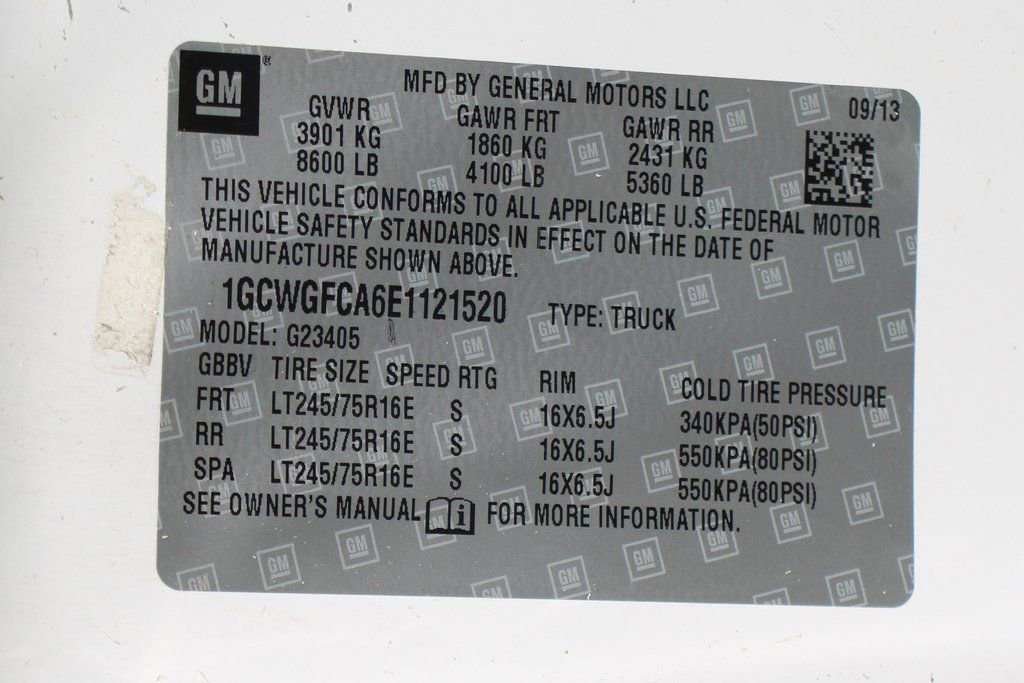 GM®
MFD BY GENERAL MOTORS LLC
09/13
GVWR GAWR FRT GAWR RR
3901 KG 1860 KG 2431 KG
8600 LB 4100 LB 5360 LB
THIS VEHICLE CONFORMS TO ALL APPLICABLE U.S. FEDERAL MOTOR
VEHICLE SAFETY STANDARDS IN EFFECT ON THE DATE OF
MANUFACTURE SHOWN ABOVE.
1GCWGFCA6E1121520 TYPE: TRUCK
MODEL: G23405
GBBV TIRE SIZE SPEED RTG RIM COLD TIRE PRESSURE
FRT LT245/75R16E S 16X6.5J 340KPA(50PSI)
RR LT245/75R16E S 16X6.5J 550KPA(80PSI)
SPA LT245/75R16E S 16X6.5J 550KPA(80PSI)
SEE OWNER'S MANUAL i FOR MORE INFORMATION.